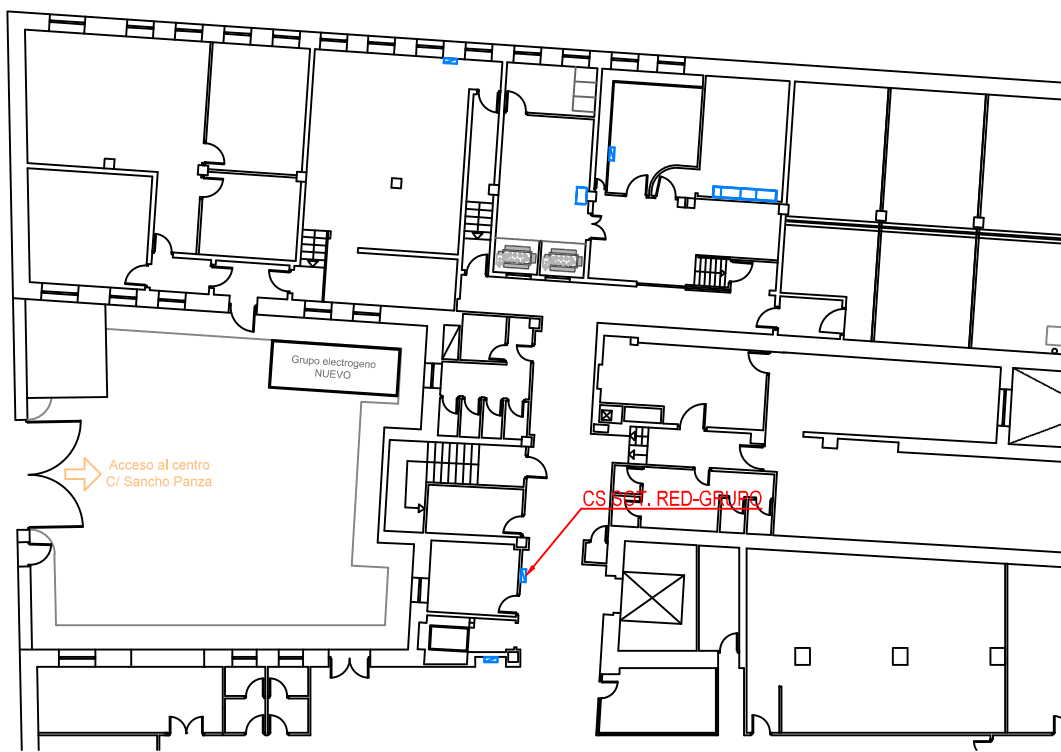 Grupo electrogeno
NUEVO
Acceso al centro
C/ Sancho Panza
CS SOT. RED-GRUPO